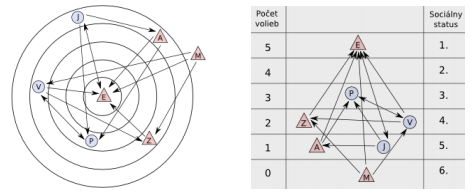 J
A
M
V
E
P
Z
Počet volieb
Sociálny status
5 E 1.
4 2.
3 P 3.
2 Z V 4.
1 A J 5.
0 M 6.